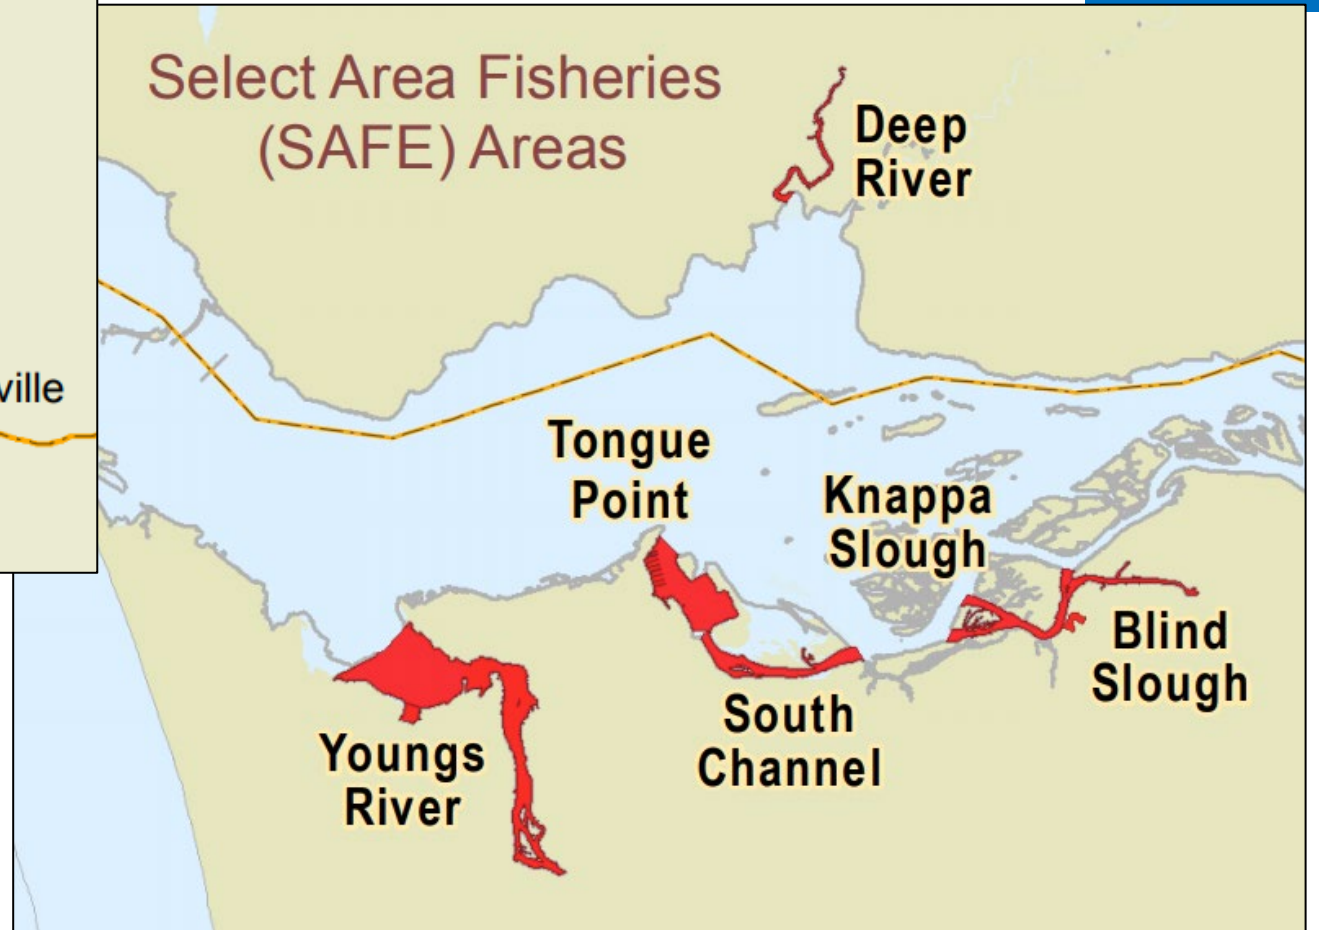 Select Area Fisheries
(SAFE) Areas
Deep
River
ville
Tongue
Point
Knappa
Slough
Blind
Slough
South
Channel
Youngs
River